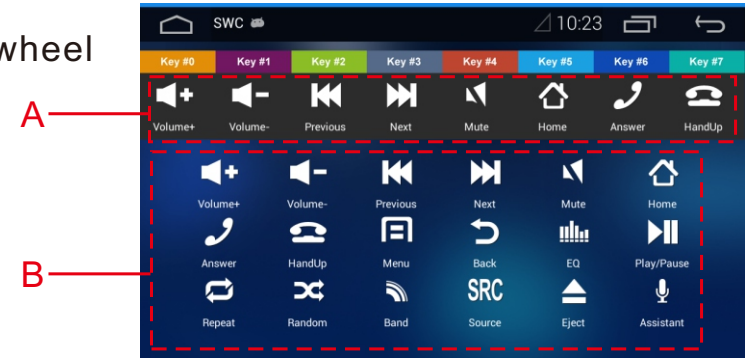 wheel
SWC 10:23
Key #0 Key #1 Key #2 Key #3 Key #4 Key #5 Key #6 Key #7
A
Volume+ Volume- Previous Next Mute Home Answer HandUp
Volume+ Volume- Previous Next Mute Home
B
Answer HandUp Menu Back EQ Play/Pause
SRC
Repeat Random Band Source Eject Assistant